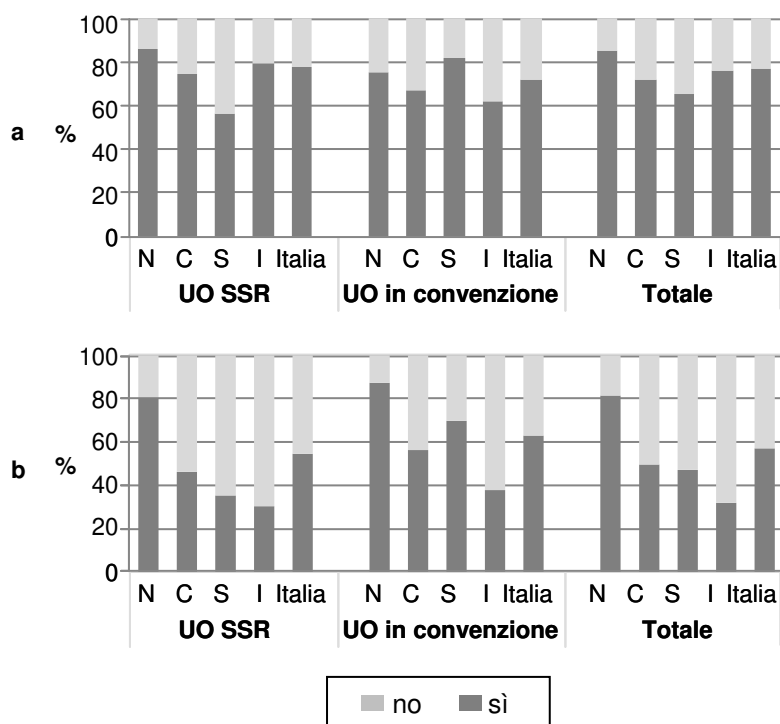 100
80
a % 60
40
20
0
N C S I Italia N C S I Italia N C S I Italia
UO SSR UO in convenzione Totale
100
80
60
b % 40
20
0
N C S I Italia N C S I Italia N C S I Italia
UO SSR UO in convenzione Totale
no sì